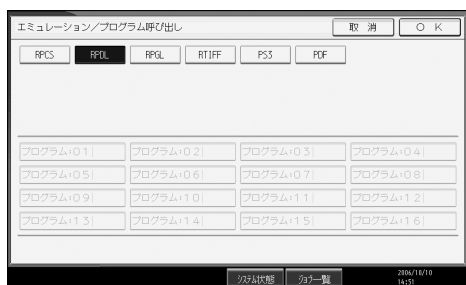 エミュレーション／プログラム呼び出し 取 消 O K
RPCS RPDL RPGL RTIFF PS3 PDF
プログラム:01| プログラム:02| プログラム:03| プログラム:04|
プログラム:05| プログラム:06| プログラム:07| プログラム:08|
プログラム:09| プログラム:10| プログラム:11| プログラム:12|
プログラム:13| プログラム:14| プログラム:15| プログラム:16|
システム状態 ジョブ一覧 2006/10/10
14:51